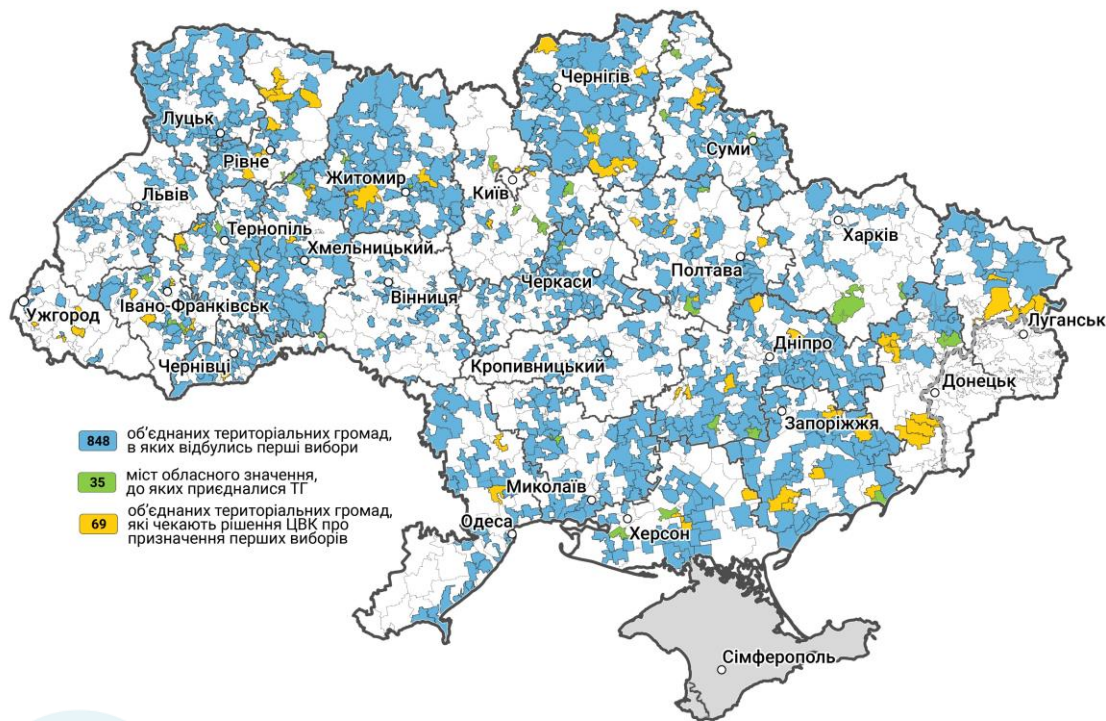 Чернігів
Луцьк
Рівне
Суми
Житомир
Київ
Львів
Тернопіль
Харків
Хмельницький
Полтава
Черкаси
Вінниця
Івано-Франківськ
Ужгород
Луганськ
Дніпро
Чернівці
Кропивницький
Донецьк
Запоріжжя
848 об'єднаних територіальних громад,
в яких відбулись перші вибори
35 міст обласного значення,
до яких приєдналися ТГ
69 об'єднаних територіальних громад,
які чекають рішення ЦВК про
призначення перших виборів
Миколаїв
Одеса
Херсон
Сімферополь